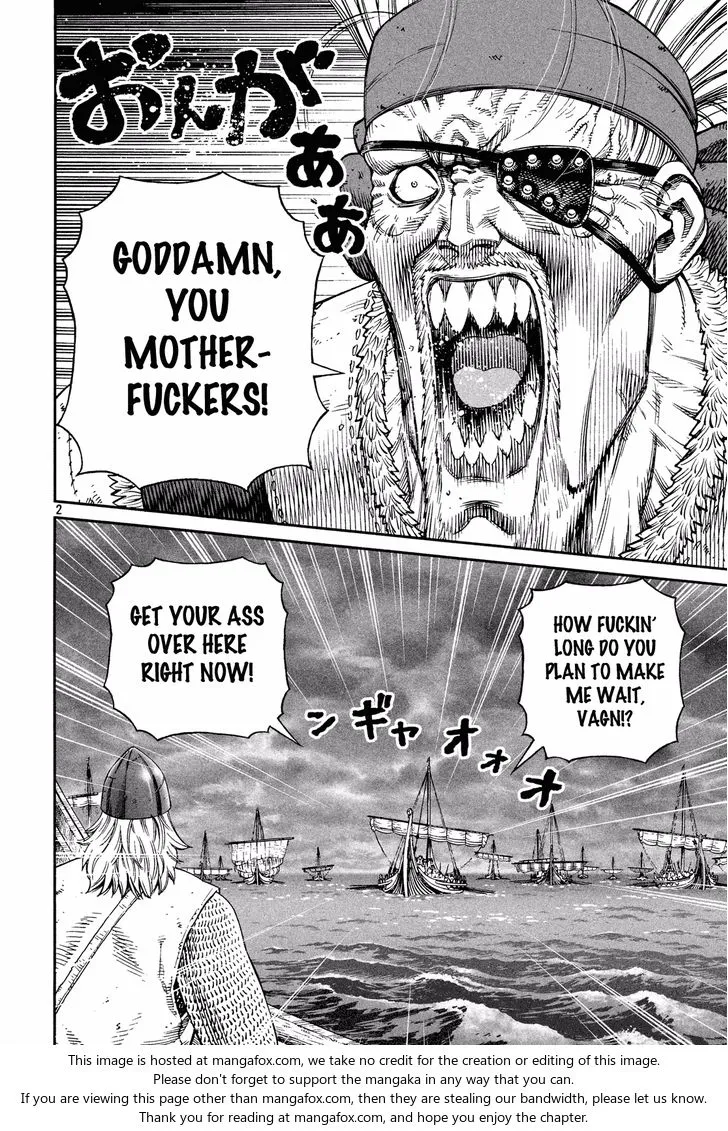 おんがあああ
GODDAMN,
YOU
MOTHER-
FUCKERS!
2
HOW FUCKIN'
LONG DO YOU
PLAN TO MAKE
ME WAIT,
VAGN!?
GET YOUR ASS
OVER HERE
RIGHT NOW!
ンギャオオオ
This image is hosted at mangafox.com, we take no credit for the creation or editing of this image.
Please don't forget to support the mangaka in any way that you can.
If you are viewing this page other than mangafox.com, then they are stealing our bandwidth, please let us know.
Thank you for reading at mangafox.com, and hope you enjoy the chapter.